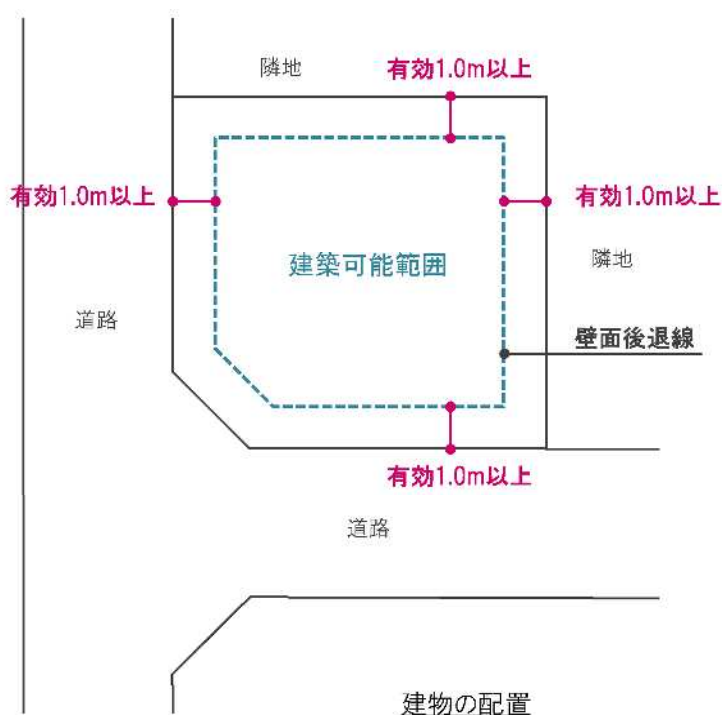 隣地
有効1.0m以上
有効1.0m以上
有効1.0m以上
建築可能範囲
隣地
道路
壁面後退線
有効1.0m以上
道路
建物の配置